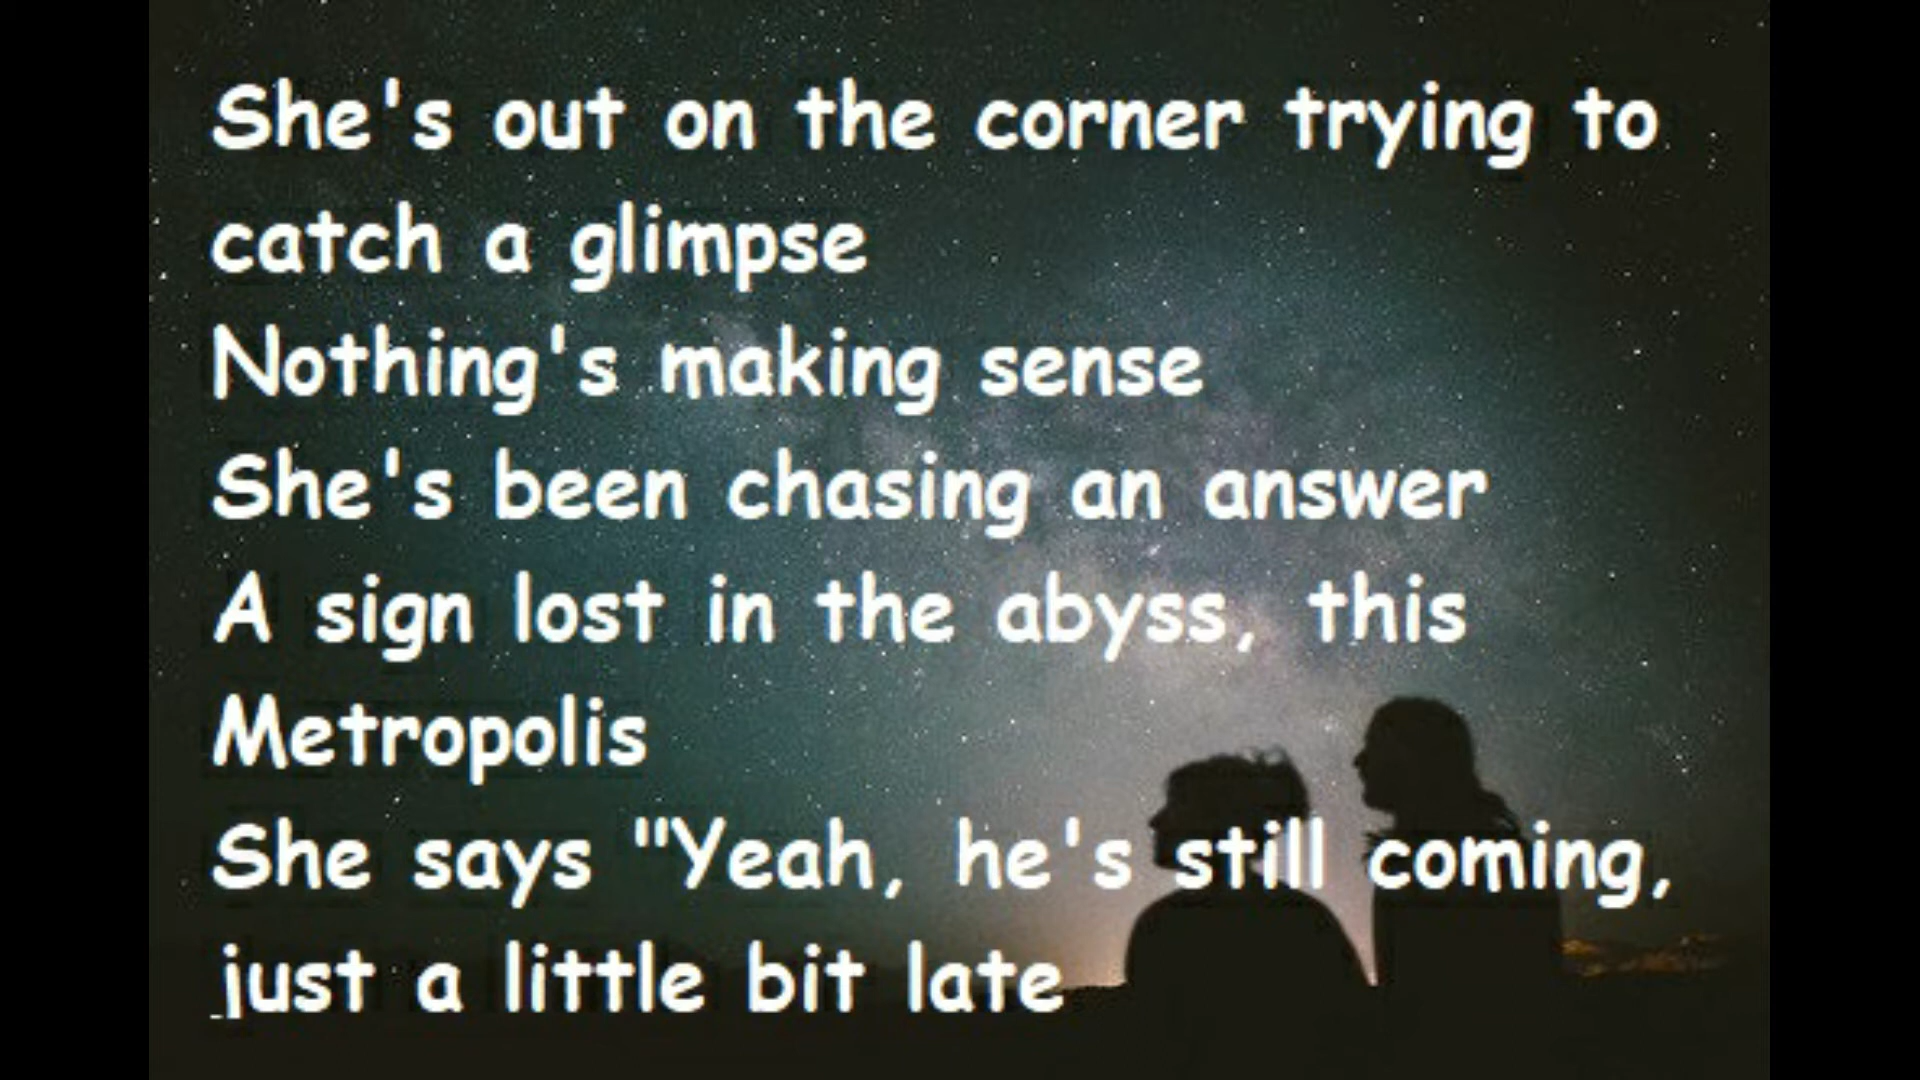 She's out on the corner trying to
catch a glimpse
Nothing's making sense
She's been chasing an answer
A sign lost in the abyss, this
Metropolis
She says "Yeah, he's still coming,
just a little bit late